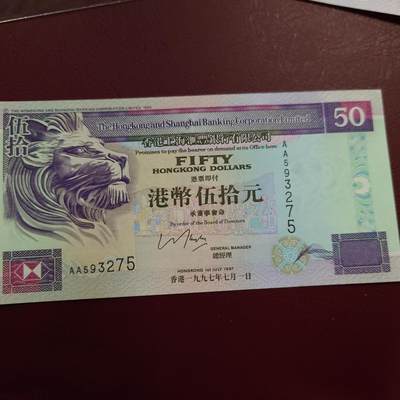 The Hongkong and Shanghai Banking Corporation Limited
50
伍拾
香港上海滙豐銀行有限公司
Promises to pay the bearer on demand at its Office here
FIFTY
HONGKONG DOLLARS
憑票即付
港幣伍拾元
承董事會命
By order of the Board of Directors
AA593275
GENERAL MANAGER
總經理
AA593275
HONGKONG 1st JULY 1997
香港一九九七年七月一日